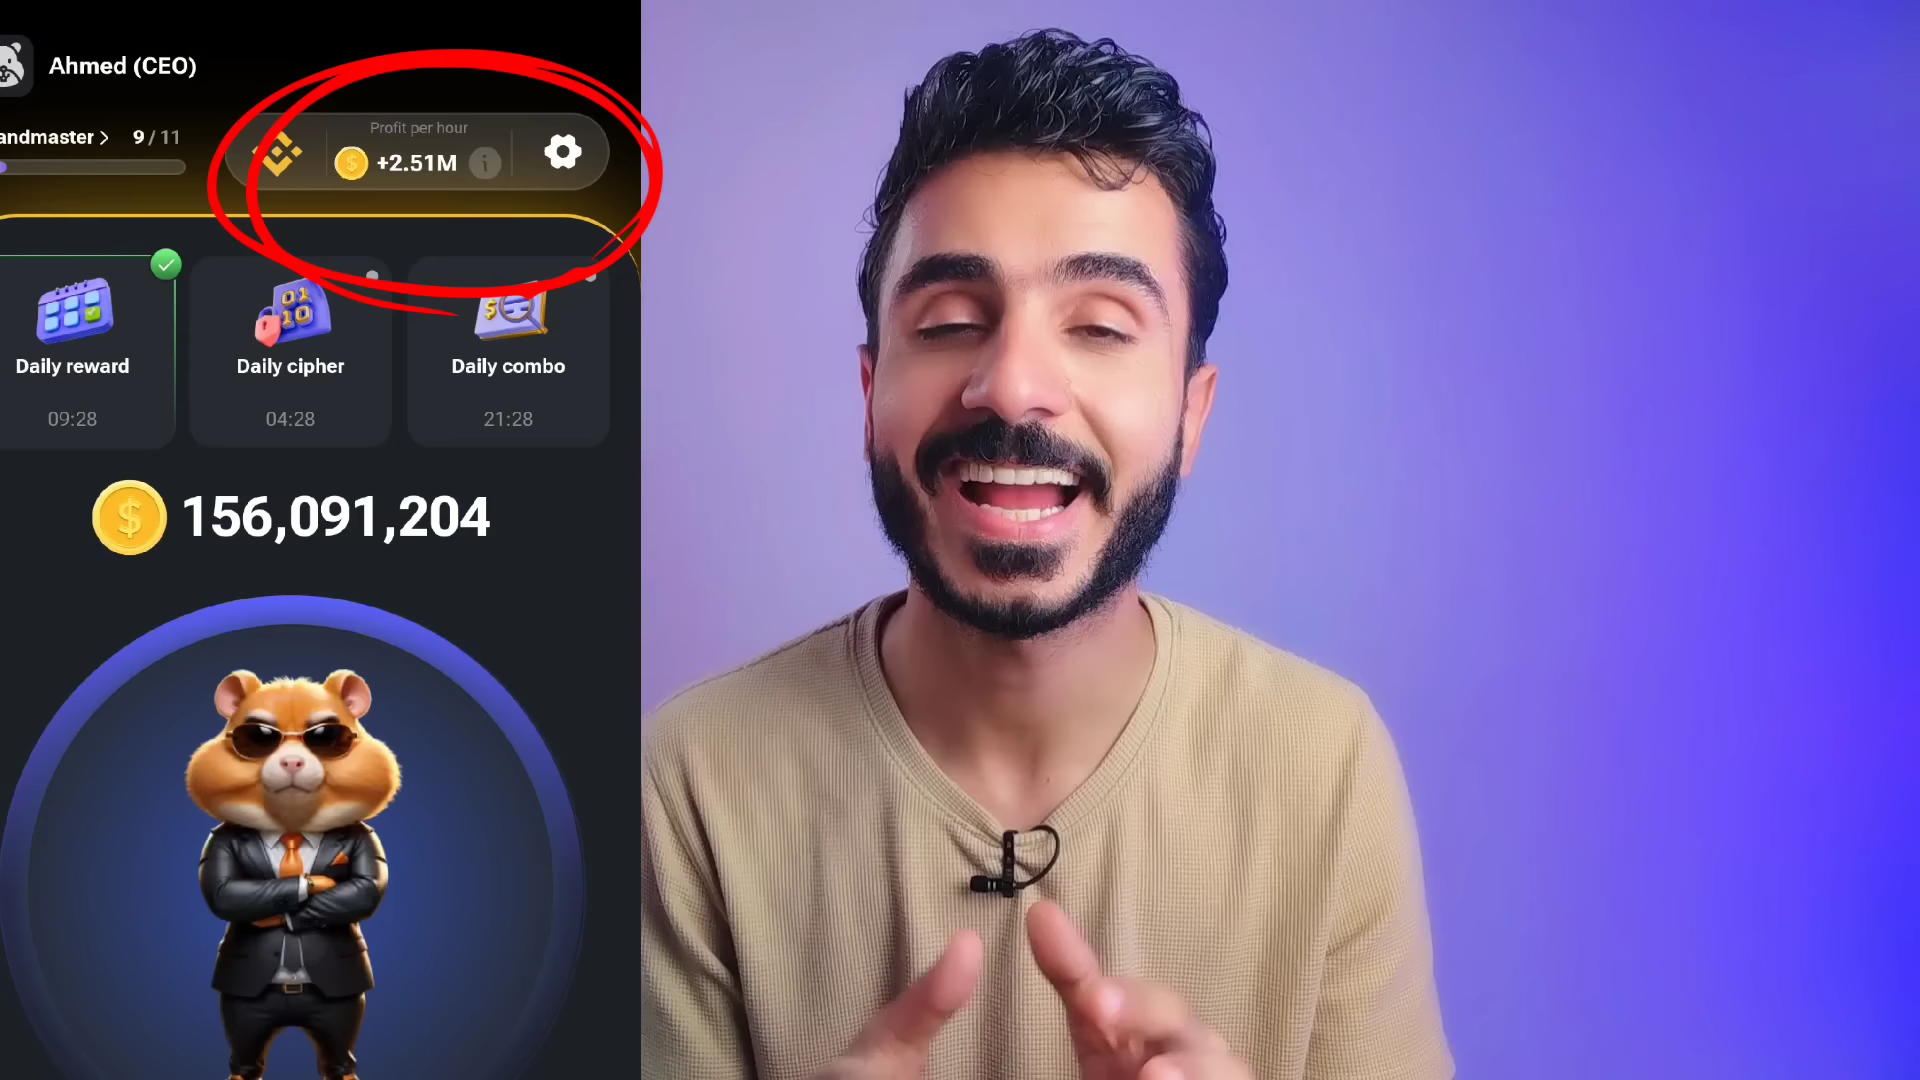 Ahmed (CEO)
andmaster > 9 / 11
Profit per hour
+2.51M
Daily reward
09:28
Daily cipher
04:28
Daily combo
21:28
156,091,204